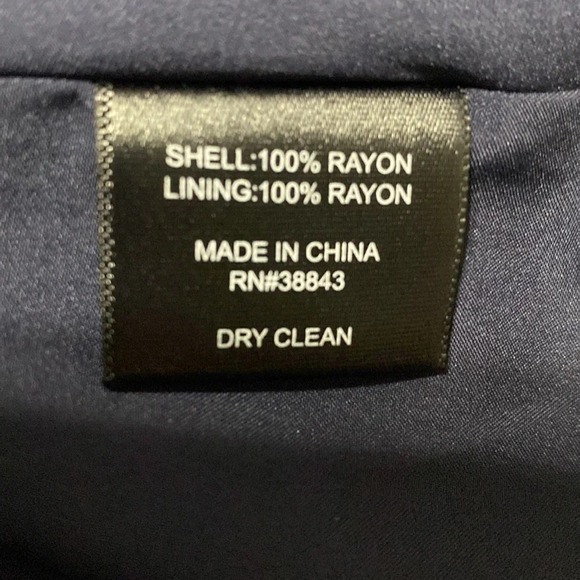 SHELL:100% RAYON
LINING:100% RAYON
MADE IN CHINA
RN#38843
DRY CLEAN